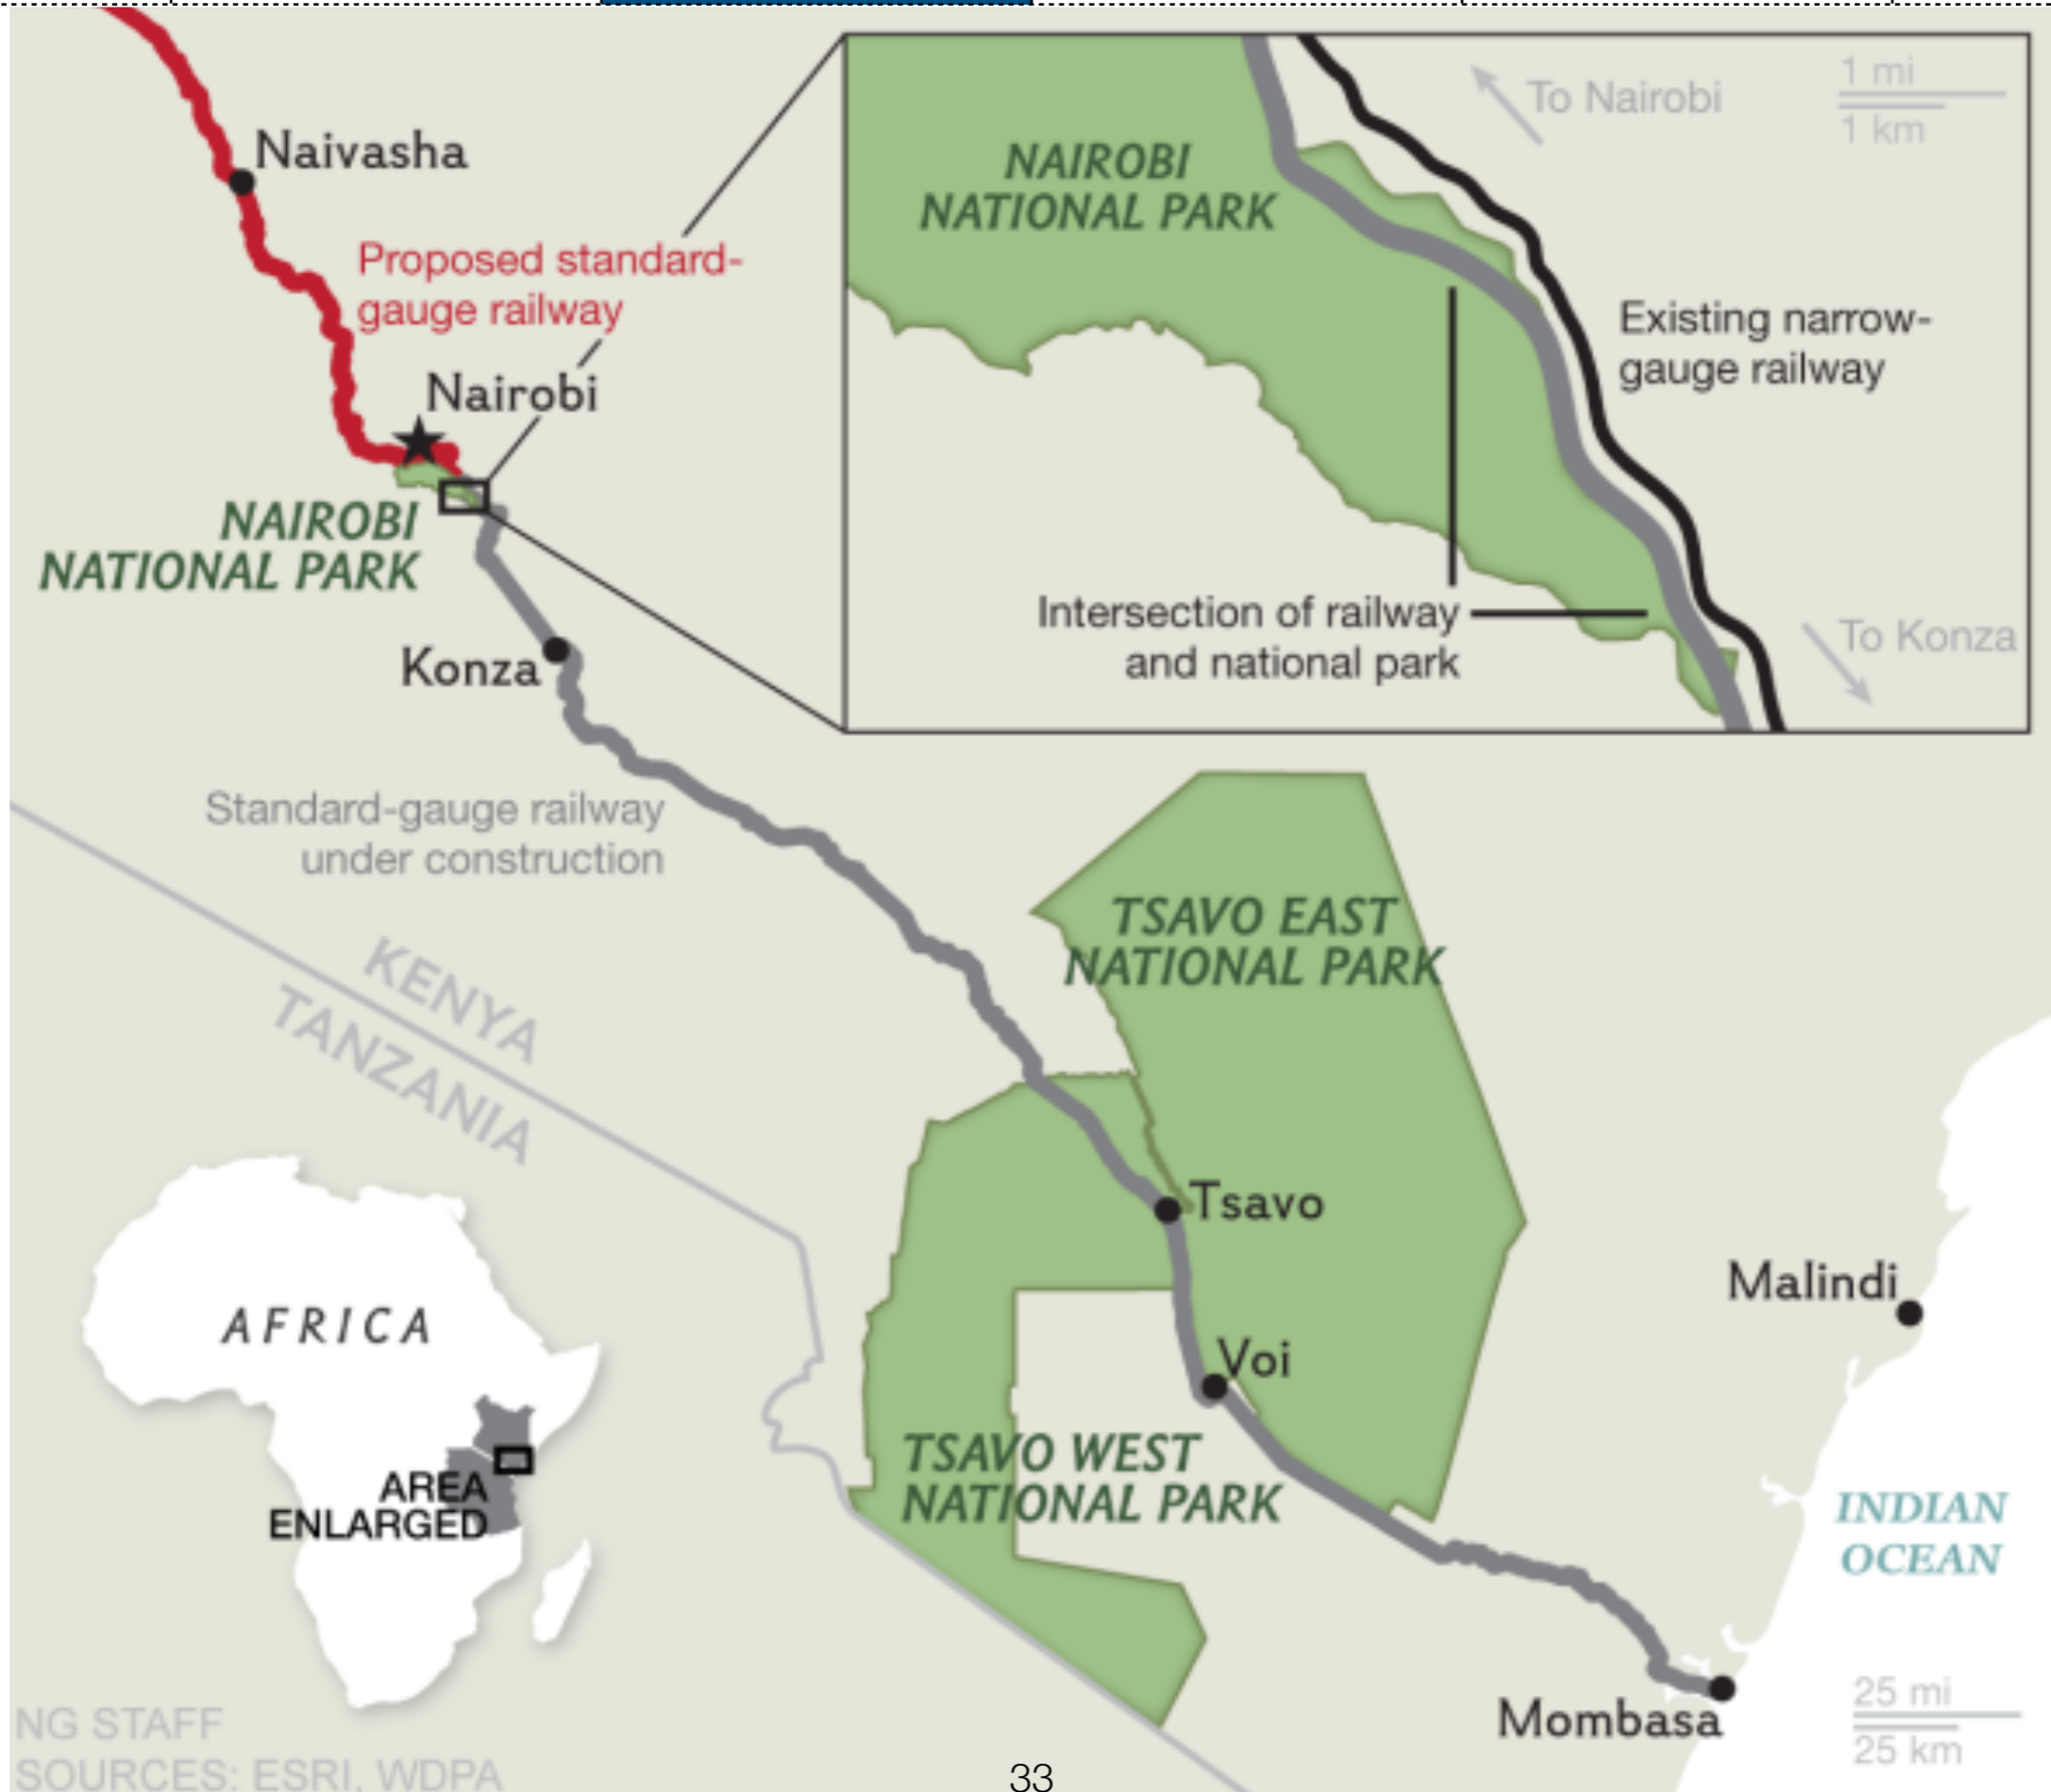 Naivasha
Proposed standard-
gauge railway
Nairobi
NAIROBI
NATIONAL PARK
Konza
Standard-gauge railway
under construction
KENYA
TANZANIA
NAIROBI
NATIONAL PARK
To Nairobi
1 mi
1 km
Existing narrow-
gauge railway
Intersection of railway
and national park
To Konza
TSAVO EAST
NATIONAL PARK
Tsavo
Voi
TSAVO WEST
NATIONAL PARK
Malindi
INDIAN
OCEAN
Mombasa
25 mi
25 km
AFRICA
AREA
ENLARGED
NG STAFF
SOURCES: ESRI, WDPA
33